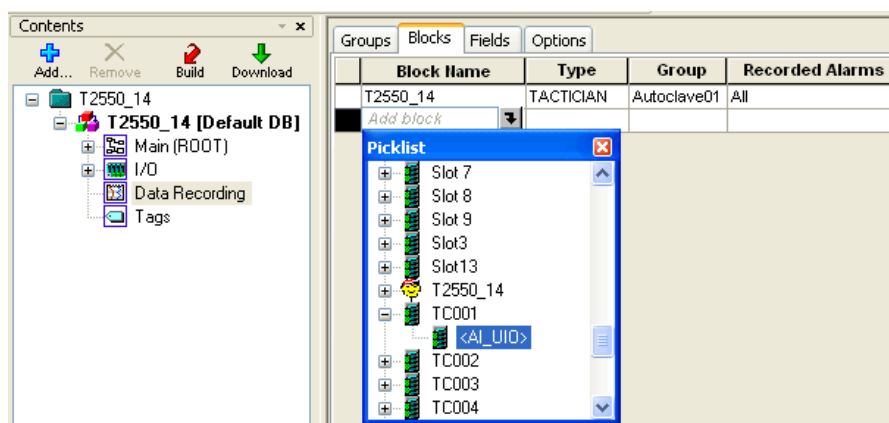 Contents
Add... Remove Build Download
T2550_14
T2550_14 [Default DB]
Main (ROOT)
I/O
Data Recording
Tags
Groups Blocks Fields Options
Block Name Type Group Recorded Alarms
T2550_14 TACTICIAN Autoclave01 All
Add block
Picklist
Slot 7
Slot 8
Slot 9
Slot3
Slot13
T2550_14
TC001
<AI_UIO>
TC002
TC003
TC004